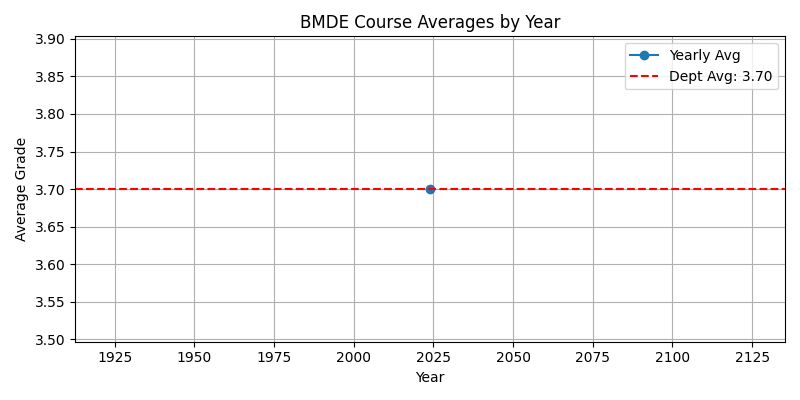 BMDE Course Averages by Year
3.90
3.85
3.80
3.75
3.70
3.65
3.60
3.55
3.50
Average Grade
Yearly Avg
Dept Avg: 3.70
1925 1950 1975 2000 2025 2050 2075 2100 2125
Year